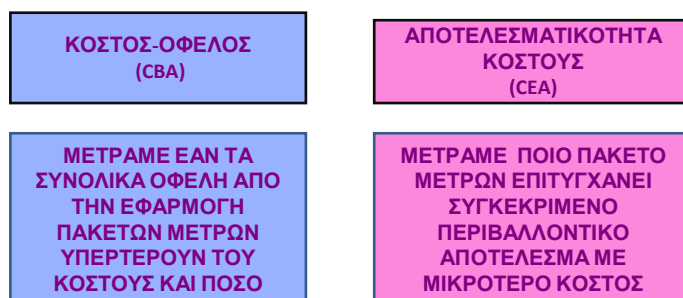 ΚΟΣΤΟΣ-ΟΦΕΛΟΣ
(CBA)
ΑΠΟΤΕΛΕΣΜΑΤΙΚΟΤΗΤΑ
ΚΟΣΤΟΥΣ
(CEA)
ΜΕΤΡΑΜΕ ΕΑΝ ΤΑ
ΣΥΝΟΛΙΚΑ ΟΦΕΛΗ ΑΠΟ
ΤΗΝ ΕΦΑΡΜΟΓΗ
ΠΑΚΕΤΩΝ ΜΕΤΡΩΝ
ΥΠΕΡΤΕΡΟΥΝ ΤΟΥ
ΚΟΣΤΟΥΣ ΚΑΙ ΠΟΣΟ
ΜΕΤΡΑΜΕ ΠΟΙΟ ΠΑΚΕΤΟ
ΜΕΤΡΩΝ ΕΠΙΤΥΓΧΑΝΕΙ
ΣΥΓΚΕΚΡΙΜΕΝΟ
ΠΕΡΙΒΑΛΛΟΝΤΙΚΟ
ΑΠΟΤΕΛΕΣΜΑ ΜΕ
ΜΙΚΡΟΤΕΡΟ ΚΟΣΤΟΣ